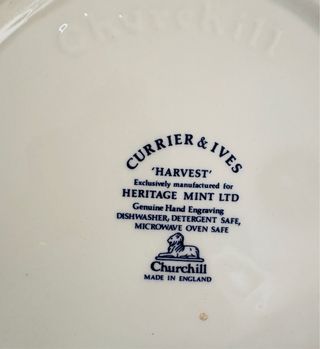 Churchill
CURRIER & IVES
'HARVEST'
Exclusively manufactured for
HERITAGE MINT LTD
Genuine Hand Engraving
DISHWASHER, DETERGENT SAFE,
MICROWAVE OVEN SAFE
Churchill
MADE IN ENGLAND